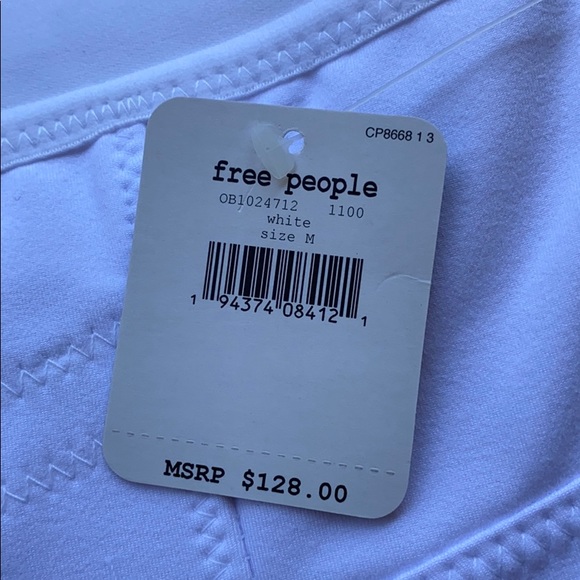 CP8668 1 3
free people
OB1024712 1100
white
size M
1 94374 08412 1
MSRP $128.00